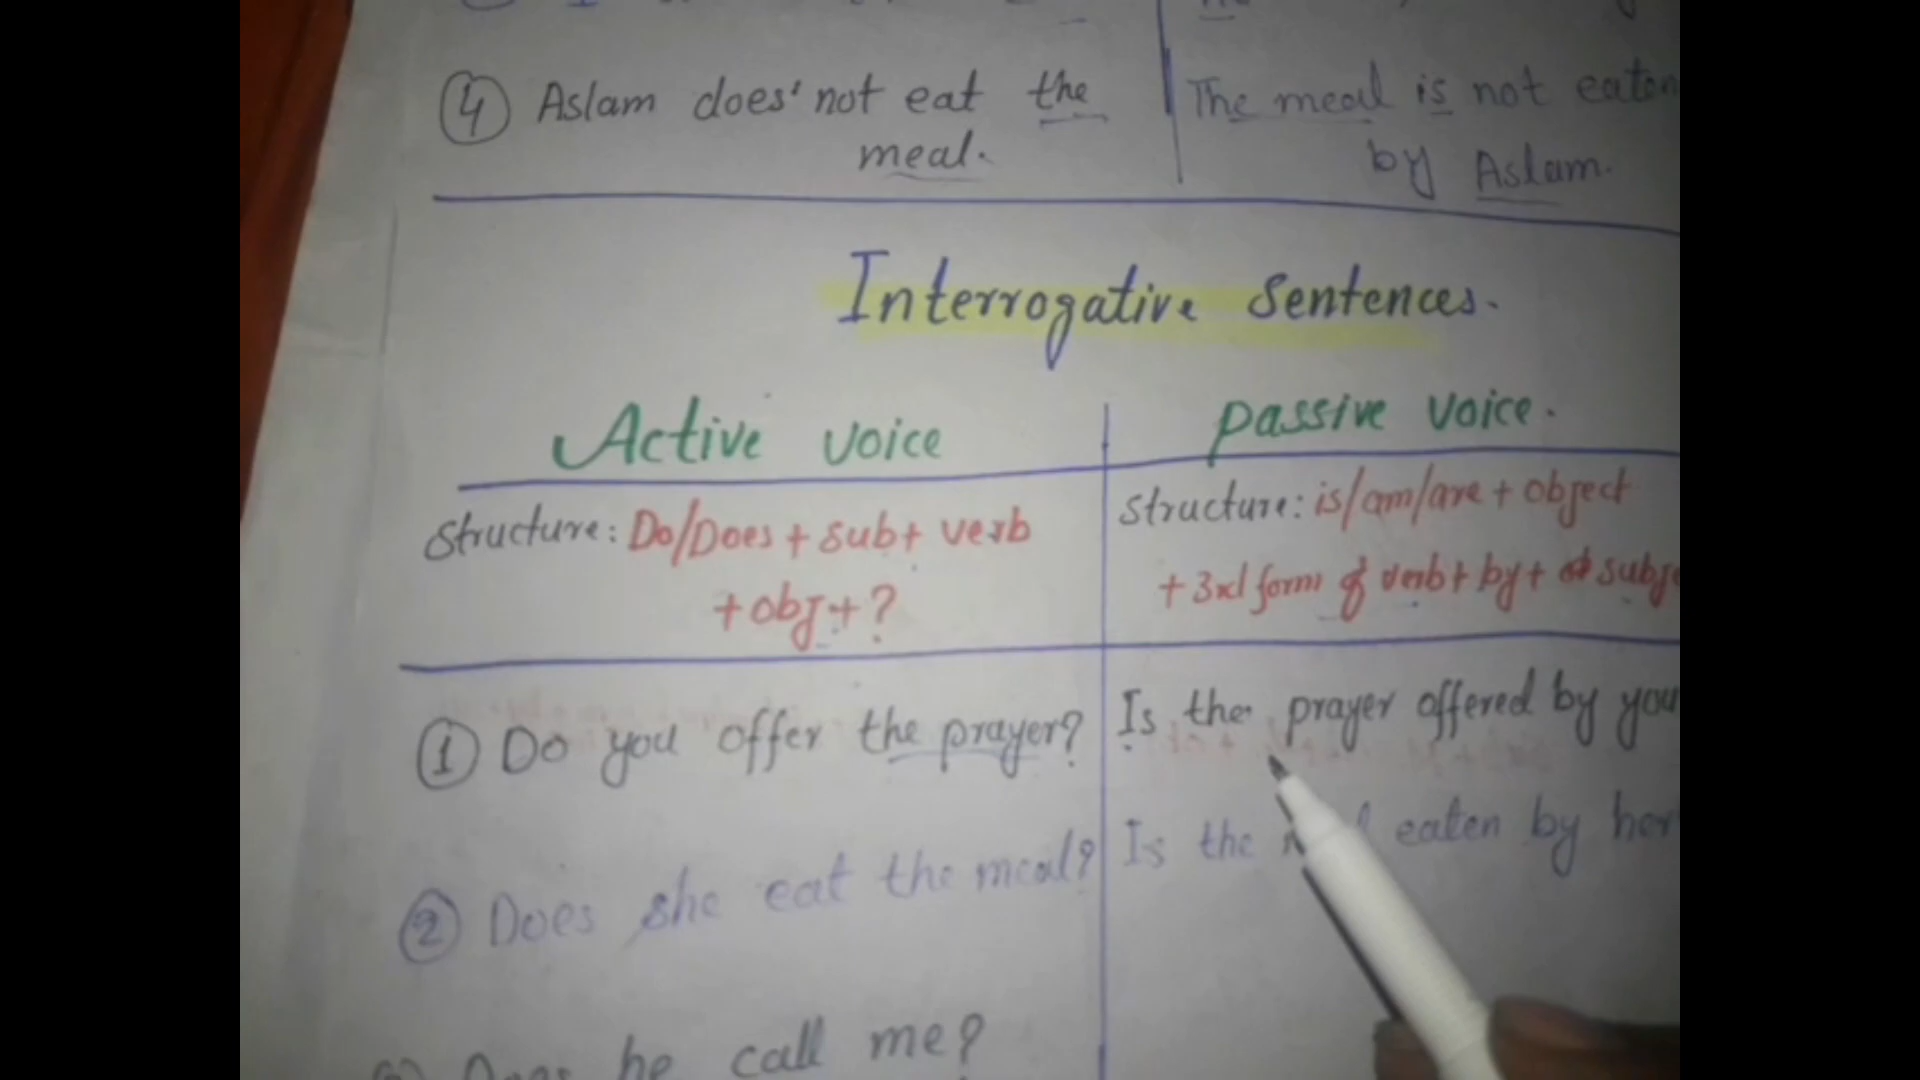 ④ Aslam does' not eat the
meal.
The meal is not eaten
by Aslam.
Interrogative Sentences.
Active voice
passive voice.
Structure: Do/Does + sub + verb
+ obj + ?
Structure: is/am/are + object
+ 3rd form of verb + by +
① Do you offer the prayer?
Is the prayer offered by you
② Does she eat the meal?
Is the eaten by her
he call me?